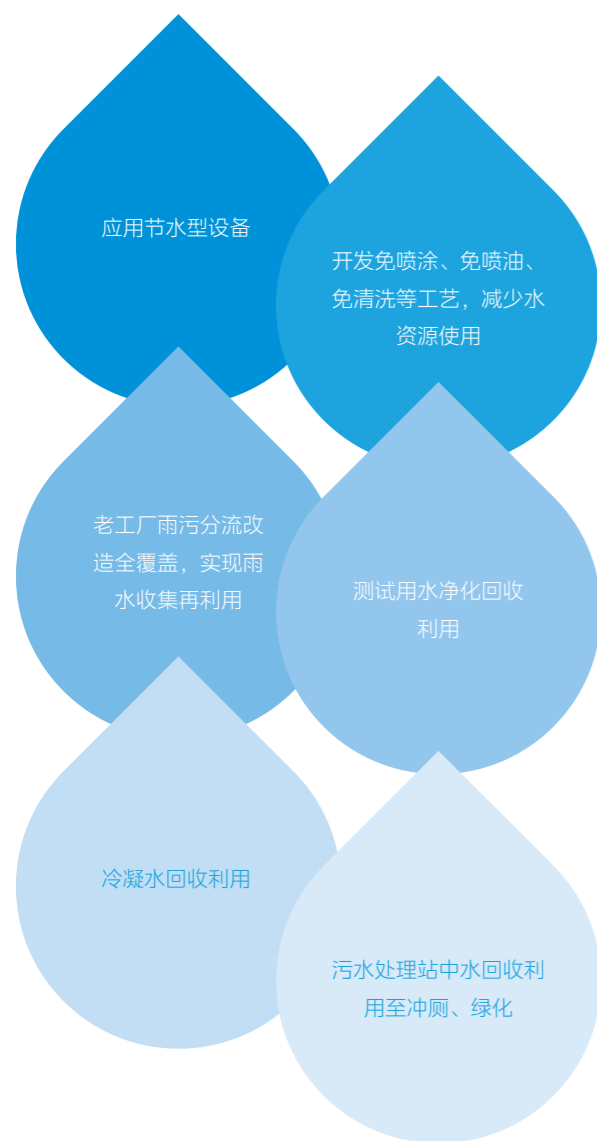 应用节水型设备
开发免喷涂、免喷油、
免清洗等工艺，减少水
资源使用
老工厂雨污分流改
造全覆盖，实现雨
水收集再利用
测试用水净化回收
利用
冷凝水回收利用
污水处理站中水回收利
用至冲厕、绿化